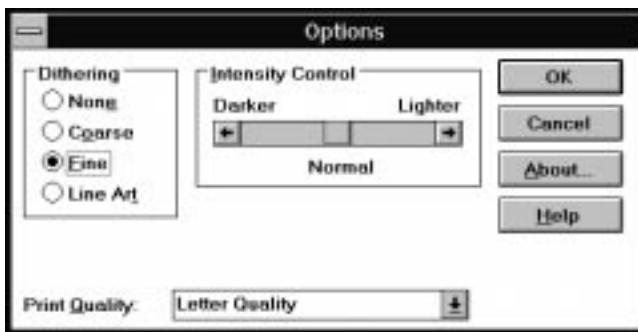 Options
Dithering
None
Coarse
Fine
Line Art
Intensity Control
Darker Lighter
Normal
OK
Cancel
About...
Help
Print Quality: Letter Quality